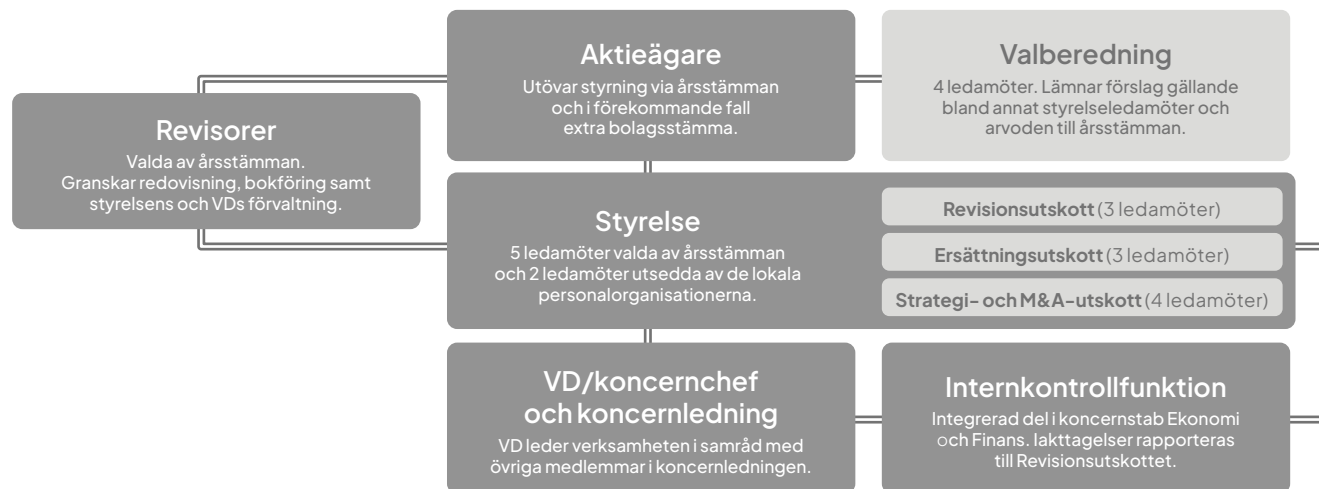 Aktieägare
Utövar styrning via årsstämman
och i förekommande fall
extra bolagsstämma.
Valberedning
4 ledamöter. Lämnar förslag gällande
bland annat styrelseledamöter och
arvoden till årsstämman.
Revisorer
Valda av årsstämman.
Granskar redovisning, bokföring samt
styrelsens och VDs förvaltning.
Styrelse
5 ledamöter valda av årsstämman
och 2 ledamöter utsedda av de lokala
personalorganisationerna.
Revisionsutskott (3 ledamöter)
Ersättningsutskott (3 ledamöter)
Strategi- och M&A-utskott (4 ledamöter)
VD/koncernchef
och koncernledning
VD leder verksamheten i samråd med
övriga medlemmar i koncernledningen.
Internkontrollfunktion
Integrerad del i koncernstab Ekonomi
och Finans. Iakttagelser rapporteras
till Revisionsutskottet.